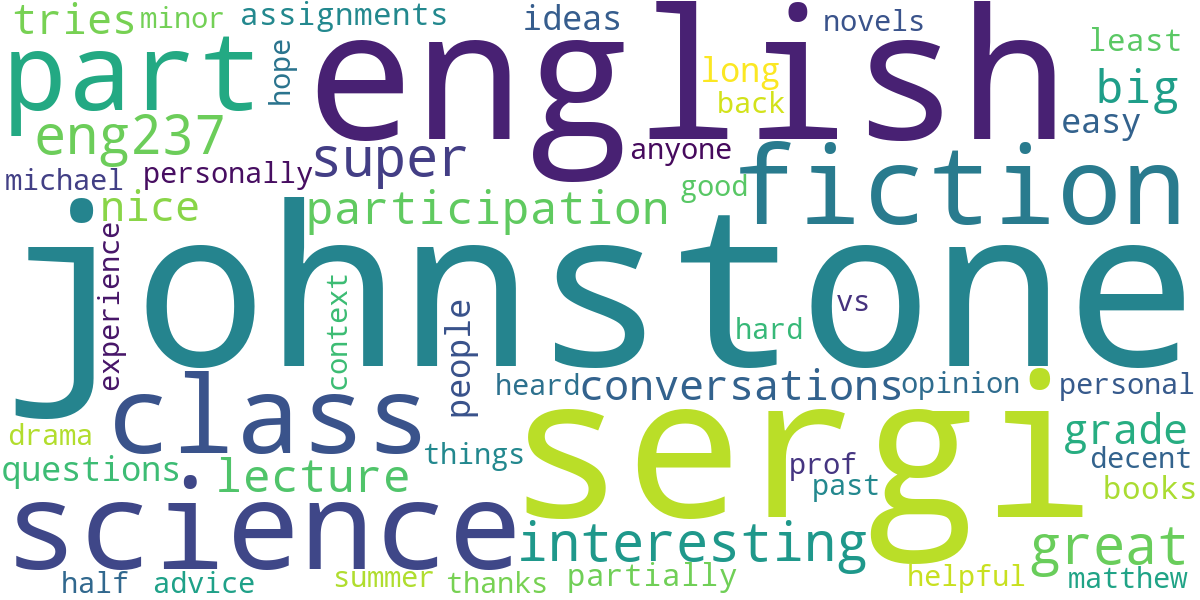 tries minor assignments ideas novels
part english least
hope long big
back easy
eng237 super anyone fiction
michael personally good
nice participation
johnstone
experience context people vs
hard
heard conversations opinion personal
class sergi
drama things grade
questions lecture prof decent
past books
science interesting great
half advice summer thanks partially helpful matthew